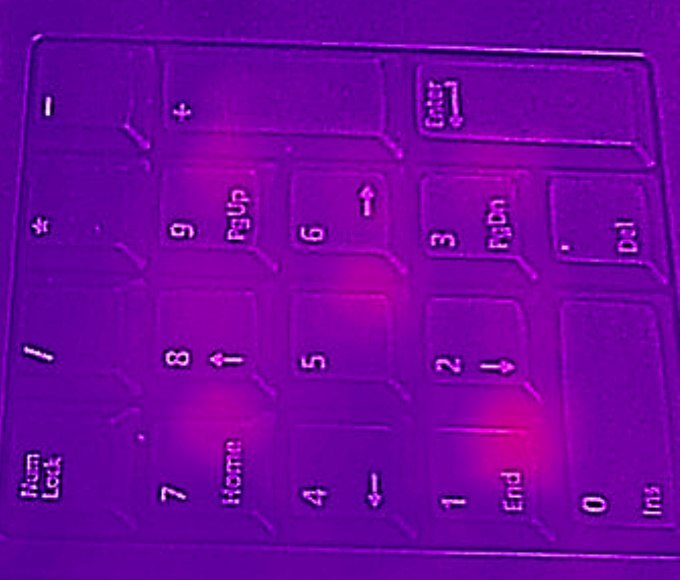 Num
Lock
/
*
-
7
Home
8
↑
9
PgUp
+
4
←
5
6
→
1
End
2
↓
3
PgDn
Enter
↵
0
Ins
.
Del